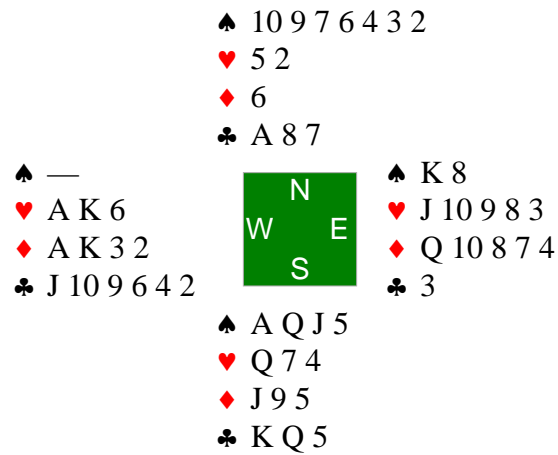 ♠ 10 9 7 6 4 3 2
♥ 5 2
♦ 6
♣ A 8 7
♠ —
♥ A K 6
♦ A K 3 2
♣ J 10 9 6 4 2
N
W E
S
♠ K 8
♥ J 10 9 8 3
♦ Q 10 8 7 4
♣ 3
♠ A Q J 5
♥ Q 7 4
♦ J 9 5
♣ K Q 5